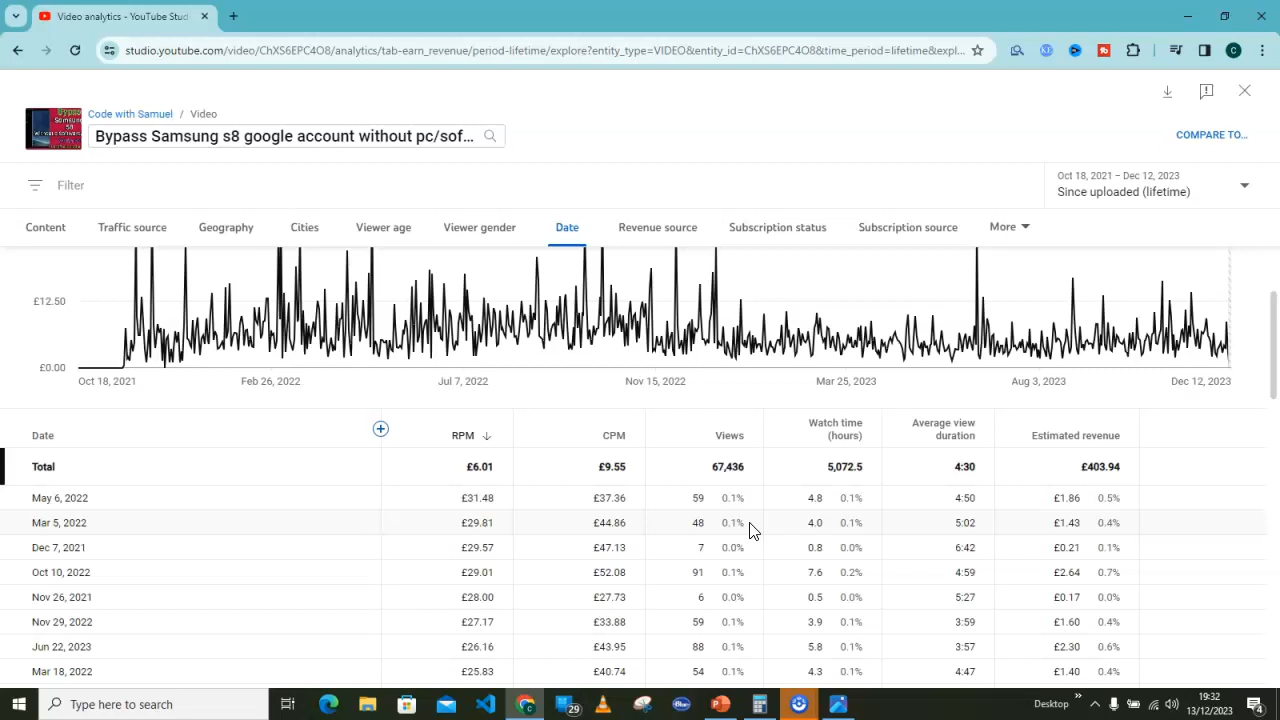 Video analytics - YouTube Stud
studio.youtube.com/video/ChXS6EPC4O8/analytics/tab-earn_revenue/period-lifetime/explore?entity_type=VIDEO&entity_id=ChXS6EPC4O8&time_period=lifetime&expl...
C
Code with Samuel / Video
Bypass Samsung s8 google account without pc/sof...
COMPARE TO...
Filter
Oct 18, 2021 – Dec 12, 2023
Since uploaded (lifetime)
Content Traffic source Geography Cities Viewer age Viewer gender Date Revenue source Subscription status Subscription source More
£12.50
£0.00
Oct 18, 2021 Feb 26, 2022 Jul 7, 2022 Nov 15, 2022 Mar 25, 2023 Aug 3, 2023 Dec 12, 2023
Date RPM CPM Views Watch time (hours) Average view duration Estimated revenue
Total £6.01 £9.55 67,436 5,072.5 4:30 £403.94
May 6, 2022 £31.48 £37.36 59 0.1% 4.8 0.1% 4:50 £1.86 0.5%
Mar 5, 2022 £29.81 £44.86 48 0.1% 4.0 0.1% 5:02 £1.43 0.4%
Dec 7, 2021 £29.57 £47.13 7 0.0% 0.8 0.0% 6:42 £0.21 0.1%
Oct 10, 2022 £29.01 £52.08 91 0.1% 7.6 0.2% 4:59 £2.64 0.7%
Nov 26, 2021 £28.00 £27.73 6 0.0% 0.5 0.0% 5:27 £0.17 0.0%
Nov 29, 2022 £27.17 £33.88 59 0.1% 3.9 0.1% 3:59 £1.60 0.4%
Jun 22, 2023 £26.16 £43.95 88 0.1% 5.8 0.1% 3:57 £2.30 0.6%
Mar 18, 2022 £25.83 £40.74 54 0.1% 4.3 0.1% 4:47 £1.40 0.4%
Type here to search
29
Desktop
19:32
13/12/2023
4